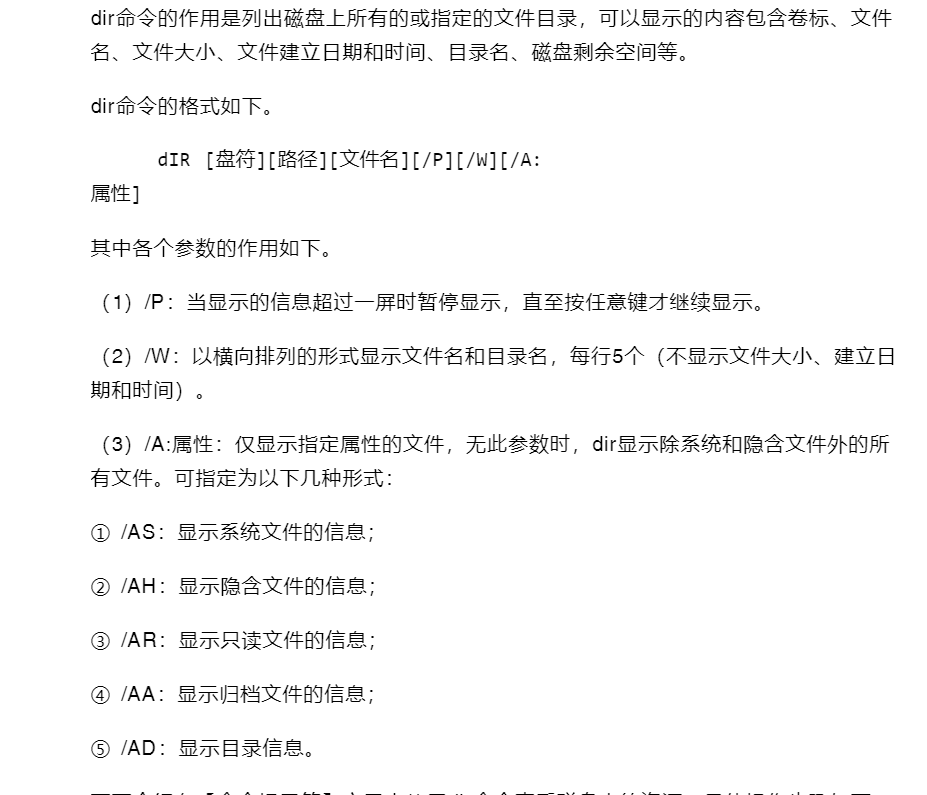 dir命令的作用是列出磁盘上所有的或指定的文件目录，可以显示的内容包含卷标、文件
名、文件大小、文件建立日期和时间、目录名、磁盘剩余空间等。
dir命令的格式如下。
dIR [盘符][路径][文件名][/P][/W][/A:
属性]
其中各个参数的作用如下。
（1）/P：当显示的信息超过一屏时暂停显示，直至按任意键才继续显示。
（2）/W：以横向排列的形式显示文件名和目录名，每行5个（不显示文件大小、建立日
期和时间）。
（3）/A:属性：仅显示指定属性的文件，无此参数时，dir显示除系统和隐含文件外的所
有文件。可指定为以下几种形式：
① /AS：显示系统文件的信息；
② /AH：显示隐含文件的信息；
③ /AR：显示只读文件的信息；
④ /AA：显示归档文件的信息；
⑤ /AD：显示目录信息。